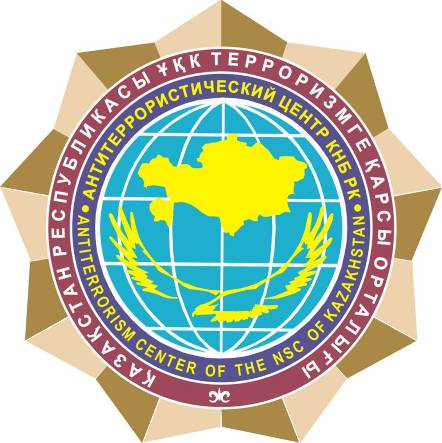 ҚАЗАҚСТАН РЕСПУБЛИКАСЫ ҰҚК ТЕРРОРИЗМГЕ ҚАРСЫ ОРТАЛЫҒЫ
• АНТИТЕРРОРИСТИЧЕСКИЙ ЦЕНТР КНБ РК •
ANTITERRORISM CENTER OF THE NSC OF KAZAKHSTAN